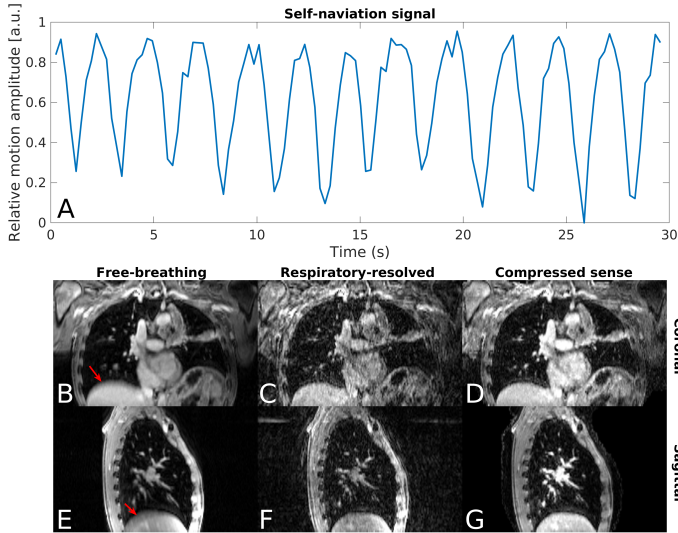 Self-naviation signal
Relative motion amplitude [a.u.]
1
0.8
0.6
0.4
0.2
0
A
0 5 10 15 20 25 30
Time (s)
Free-breathing Respiratory-resolved Compressed sense
B C D
E F G